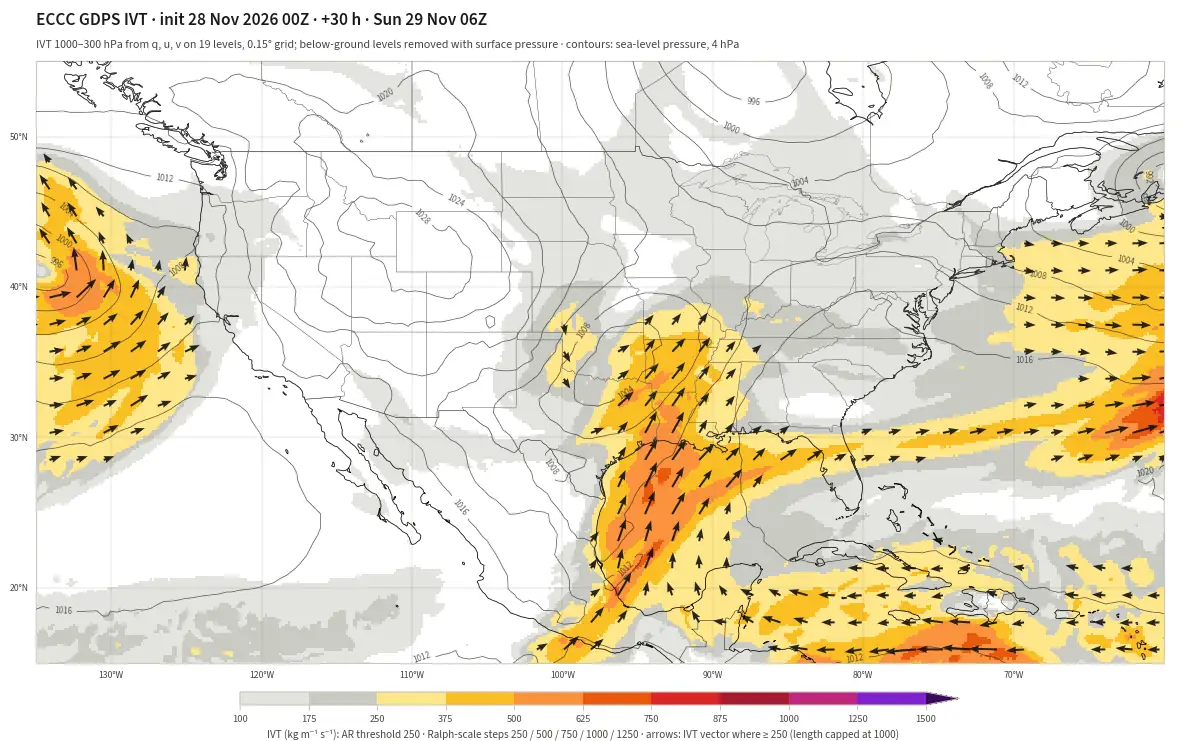 ECCC GDPS IVT · init 28 Nov 2026 00Z · +30 h · Sun 29 Nov 06Z
IVT 1000–300 hPa from q, u, v on 19 levels, 0.15° grid; below-ground levels removed with surface pressure · contours: sea-level pressure, 4 hPa
1020
996
1008
1012
1000
50°N
1004
1012
1024
1028
1000
1000
996
1008
1004
1008
40°N
1012
1008
1016
1004
30°N
1008
1020
1016
1012
20°N
1016
1012
1012
130°W 120°W 110°W 100°W 90°W 80°W 70°W
100 175 250 375 500 625 750 875 1000 1250 1500
IVT (kg m⁻¹ s⁻¹): AR threshold 250 · Ralph-scale steps 250 / 500 / 750 / 1000 / 1250 · arrows: IVT vector where ≥ 250 (length capped at 1000)